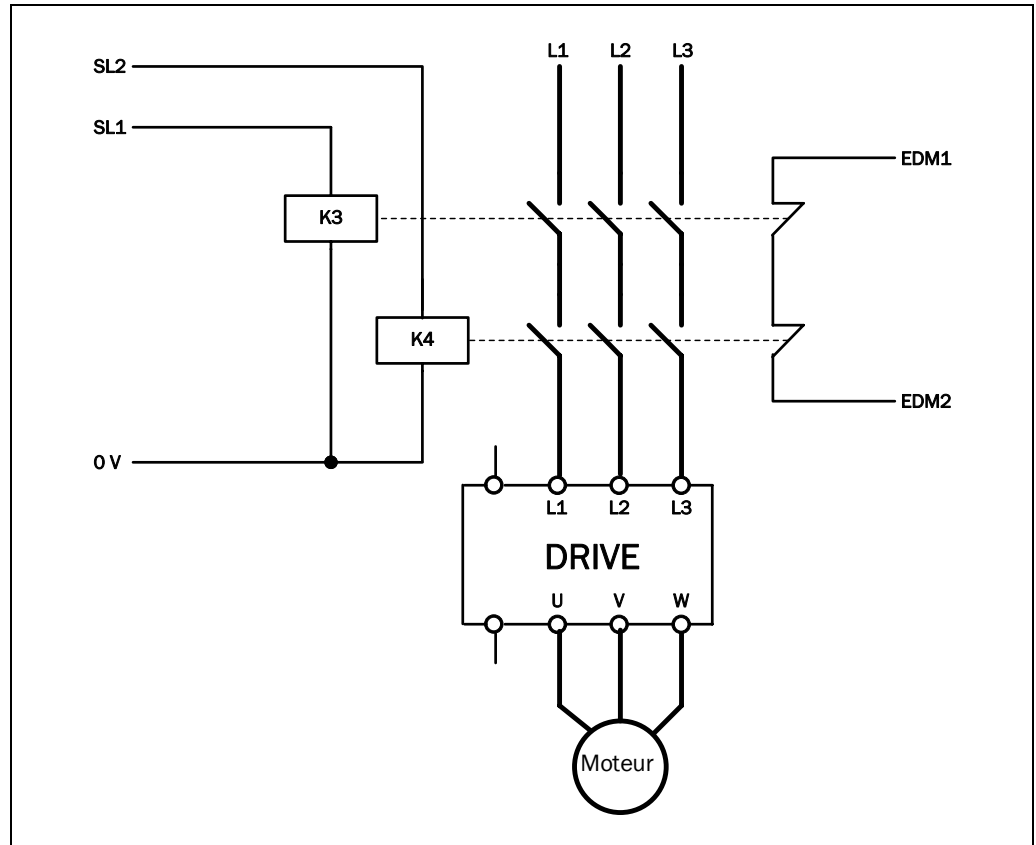 L1 L2 L3
SL2
SL1
EDM1
K3
K4
EDM2
0 V
L1 L2 L3
DRIVE
U V W
Moteur